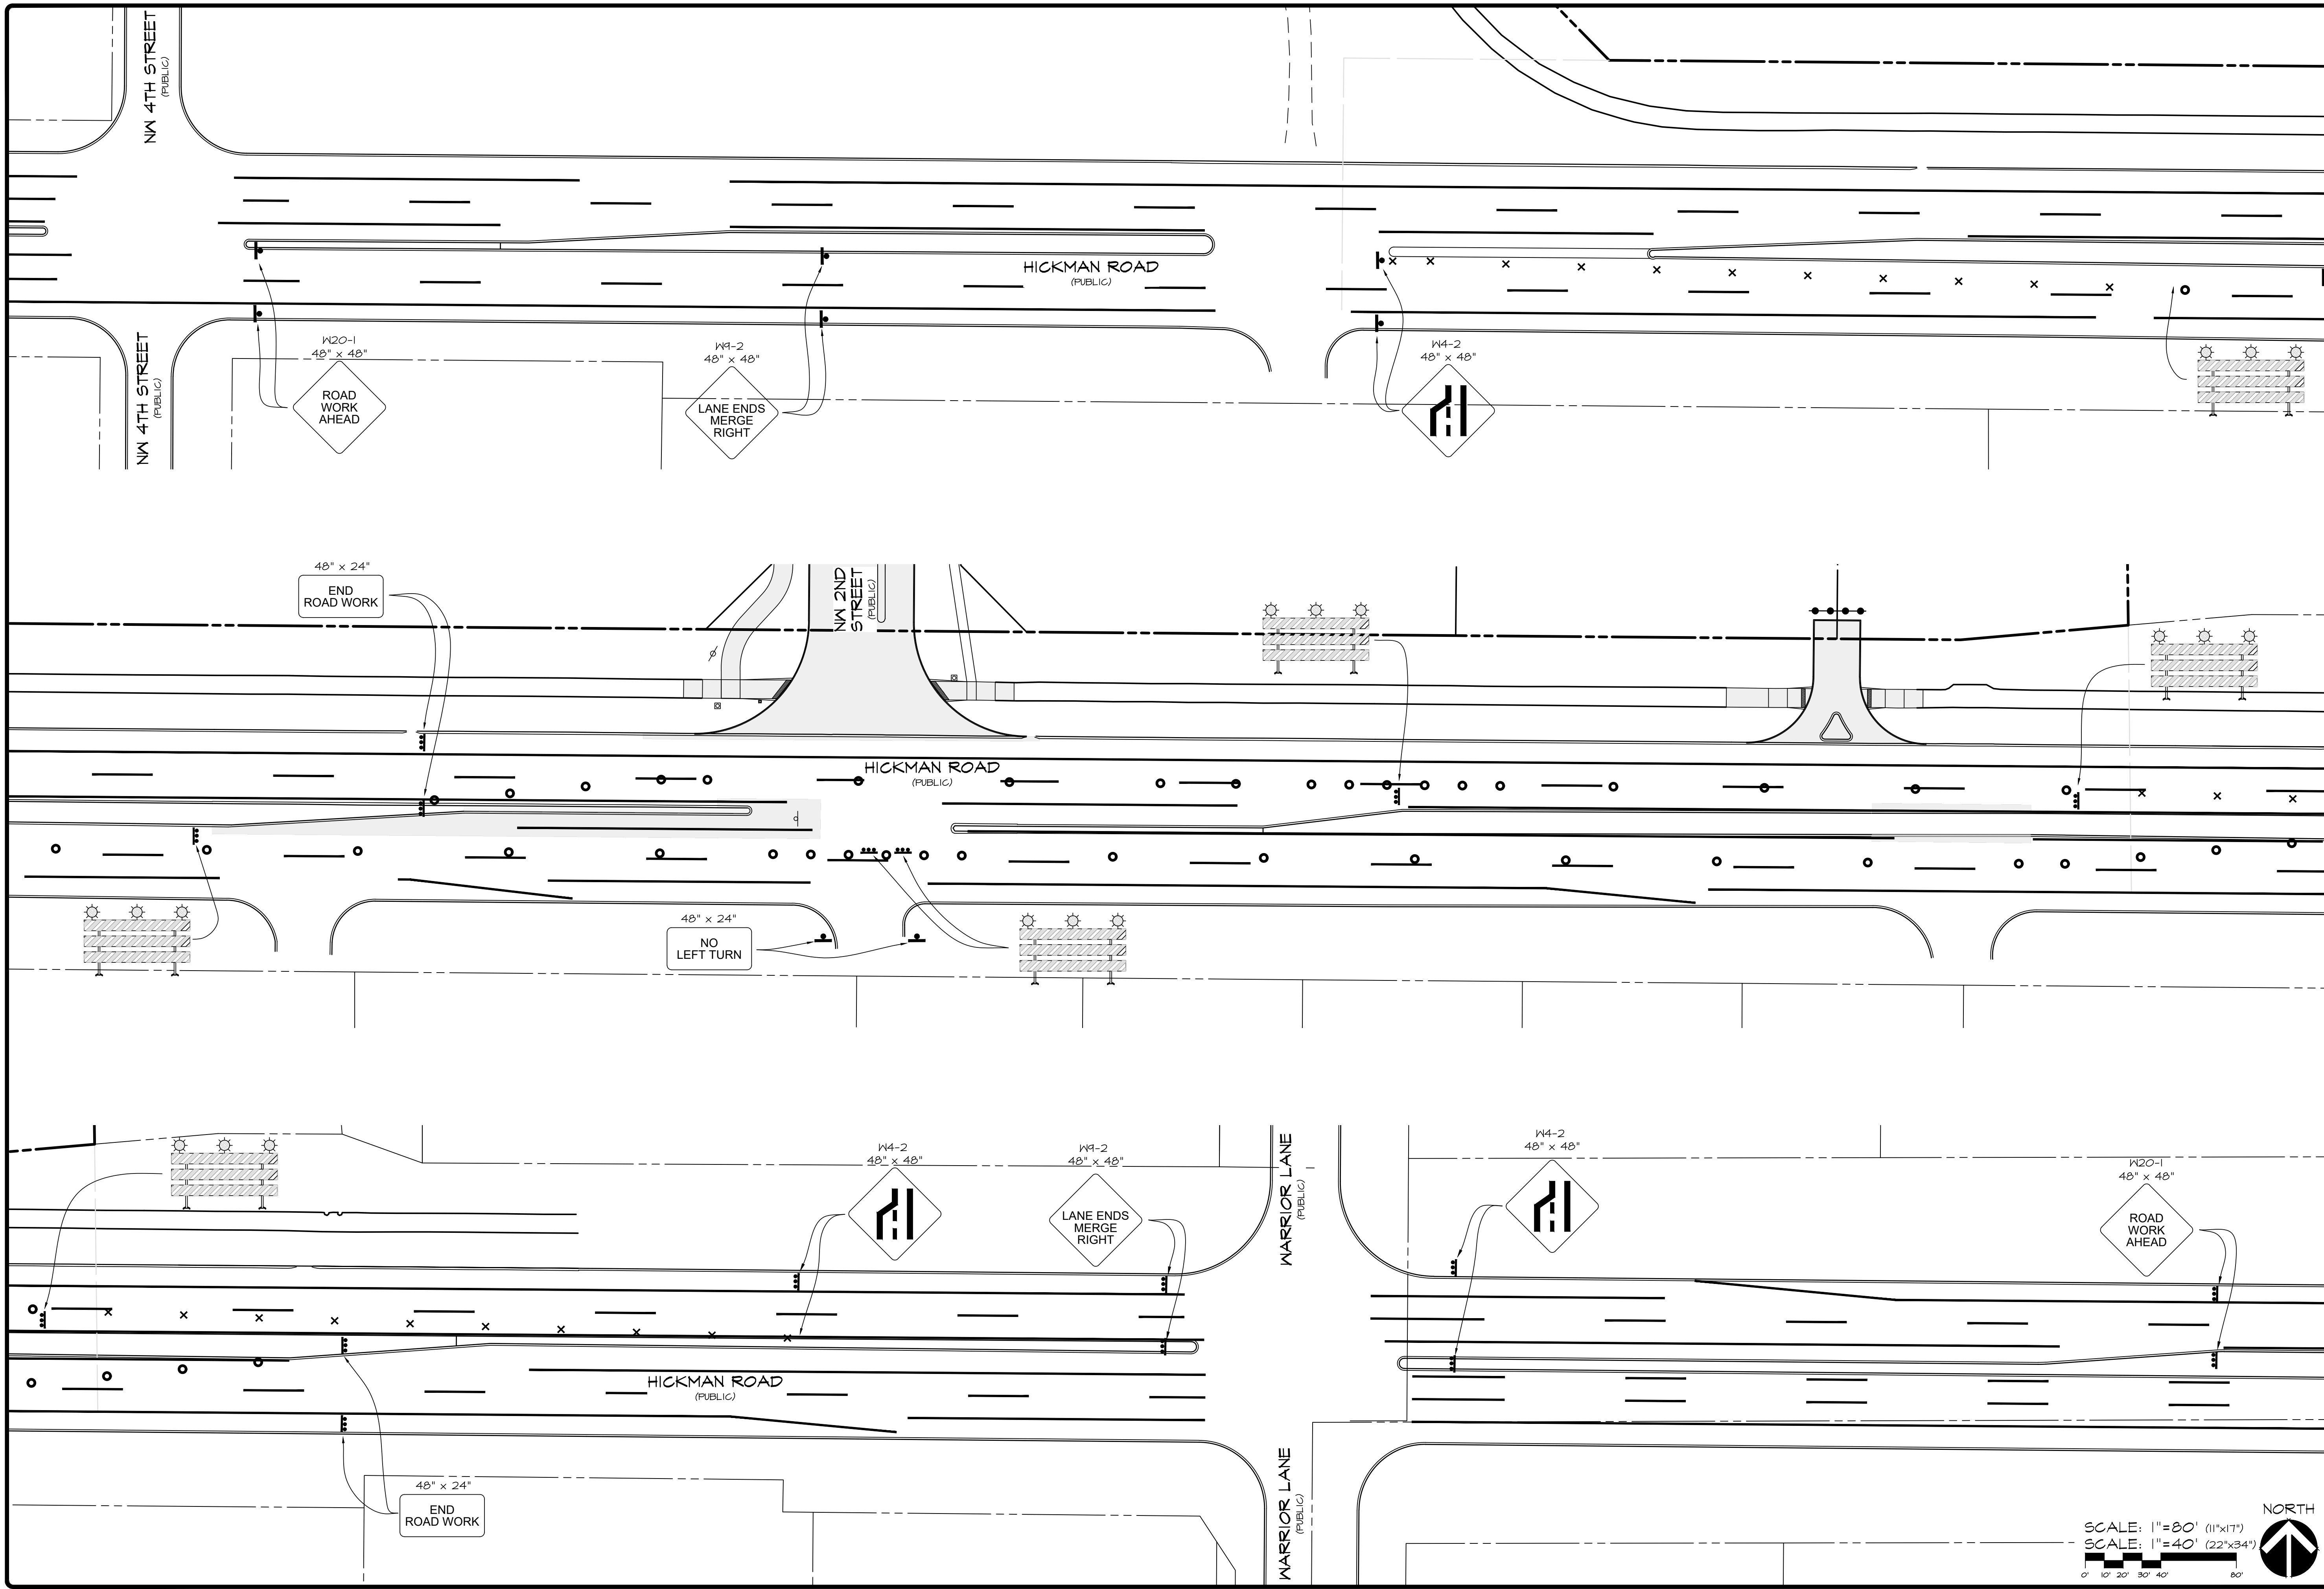 NW 4TH STREET
(PUBLIC)
HICKMAN ROAD
(PUBLIC)
NW 4TH STREET
(PUBLIC)
W20-1
48" x 48"
ROAD
WORK
AHEAD
W9-2
48" x 48"
LANE ENDS
MERGE
RIGHT
W4-2
48" x 48"
48" x 24"
END
ROAD WORK
NW 2ND
STREET
(PUBLIC)
HICKMAN ROAD
(PUBLIC)
48" x 24"
NO
LEFT TURN
W4-2
48" x 48"
W9-2
48" x 48"
LANE ENDS
MERGE
RIGHT
WARRIOR LANE
(PUBLIC)
W4-2
48" x 48"
W20-1
48" x 48"
ROAD
WORK
AHEAD
HICKMAN ROAD
(PUBLIC)
48" x 24"
END
ROAD WORK
WARRIOR LANE
(PUBLIC)
SCALE: 1"=80' (11"x17")
SCALE: 1"=40' (22"x34")
0' 10' 20' 30' 40' 80'
NORTH